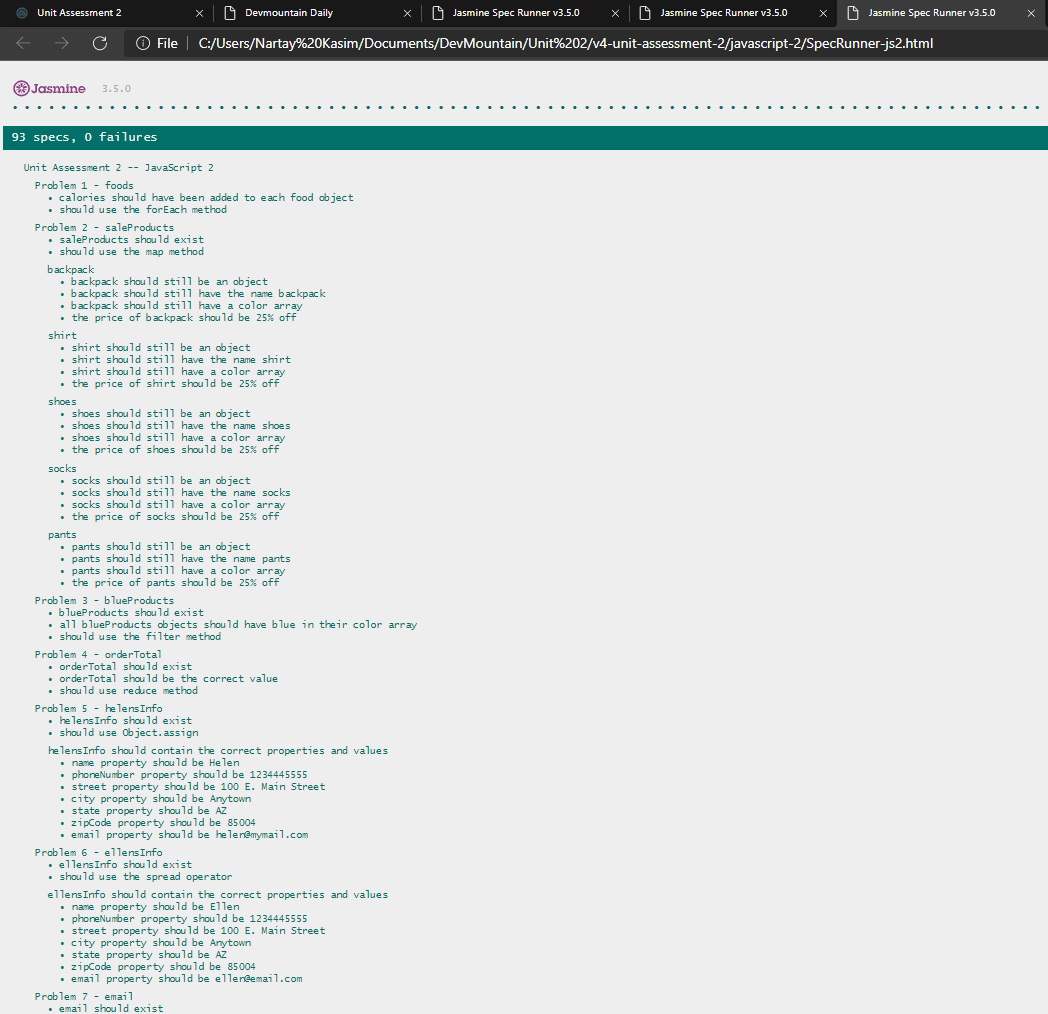 Unit Assessment 2
Devmountain Daily
Jasmine Spec Runner v3.5.0
Jasmine Spec Runner v3.5.0
Jasmine Spec Runner v3.5.0
File
C:/Users/Nartay%20Kasim/Documents/DevMountain/Unit%202/v4-unit-assessment-2/javascript-2/SpecRunner-js2.html
Jasmine 3.5.0
93 specs, 0 failures
Unit Assessment 2 -- JavaScript 2
Problem 1 - foods
• calories should have been added to each food object
• should use the forEach method
Problem 2 - saleProducts
• saleProducts should exist
• should use the map method
backpack
• backpack should still be an object
• backpack should still have the name backpack
• backpack should still have a color array
• the price of backpack should be 25% off
shirt
• shirt should still be an object
• shirt should still have the name shirt
• shirt should still have a color array
• the price of shirt should be 25% off
shoes
• shoes should still be an object
• shoes should still have the name shoes
• shoes should still have a color array
• the price of shoes should be 25% off
socks
• socks should still be an object
• socks should still have the name socks
• socks should still have a color array
• the price of socks should be 25% off
pants
• pants should still be an object
• pants should still have the name pants
• pants should still have a color array
• the price of pants should be 25% off
Problem 3 - blueProducts
• blueProducts should exist
• all blueProducts objects should have blue in their color array
• should use the filter method
Problem 4 - orderTotal
• orderTotal should exist
• orderTotal should be the correct value
• should use reduce method
Problem 5 - helensInfo
• helensInfo should exist
• should use Object.assign
helensInfo should contain the correct properties and values
• name property should be Helen
• phoneNumber property should be 1234445555
• street property should be 100 E. Main Street
• city property should be Anytown
• state property should be AZ
• zipCode property should be 85004
• email property should be helen@mymail.com
Problem 6 - ellensInfo
• ellensInfo should exist
• should use the spread operator
ellensInfo should contain the correct properties and values
• name property should be Ellen
• phoneNumber property should be 1234445555
• street property should be 100 E. Main Street
• city property should be Anytown
• state property should be AZ
• zipCode property should be 85004
• email property should be ellen@email.com
Problem 7 - email
• email should exist